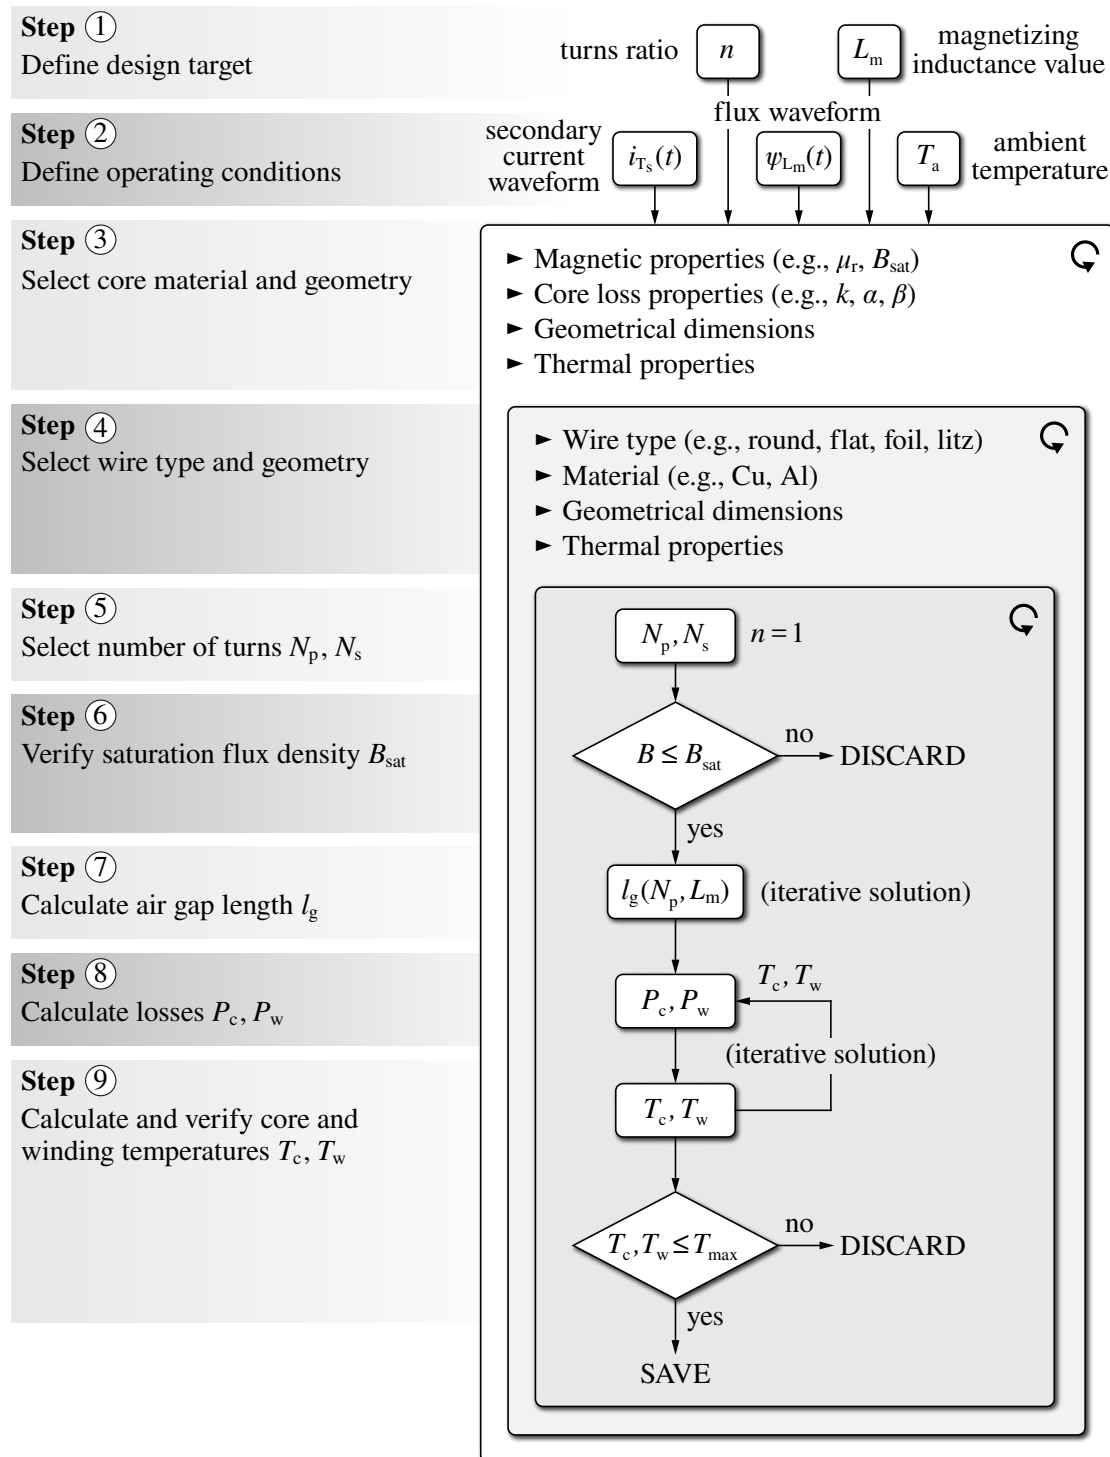 Step 1
Define design target
turns ratio
n
L_m
magnetizing
inductance value
flux waveform
Step 2
Define operating conditions
secondary
current
waveform
i_Ts(t)
ψ_Lm(t)
T_a
ambient
temperature
Step 3
Select core material and geometry
► Magnetic properties (e.g., μ_r, B_sat)
► Core loss properties (e.g., k, α, β)
► Geometrical dimensions
► Thermal properties
Step 4
Select wire type and geometry
► Wire type (e.g., round, flat, foil, litz)
► Material (e.g., Cu, Al)
► Geometrical dimensions
► Thermal properties
Step 5
Select number of turns N_p, N_s
N_p, N_s
n = 1
Step 6
Verify saturation flux density B_sat
B ≤ B_sat
no
DISCARD
yes
Step 7
Calculate air gap length l_g
l_g(N_p, L_m)
(iterative solution)
Step 8
Calculate losses P_c, P_w
P_c, P_w
T_c, T_w
(iterative solution)
Step 9
Calculate and verify core and
winding temperatures T_c, T_w
T_c, T_w
T_c, T_w ≤ T_max
no
DISCARD
yes
SAVE